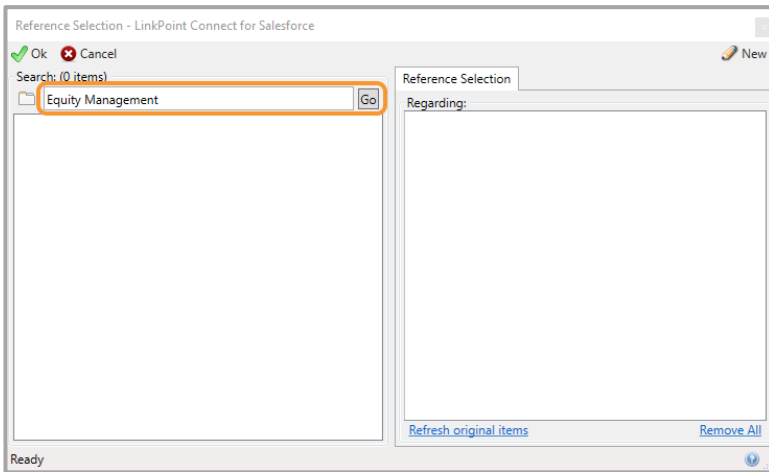 Reference Selection - LinkPoint Connect for Salesforce
Ok Cancel New
Search: (0 items)
Equity Management Go
Reference Selection
Regarding:
Refresh original items Remove All
Ready